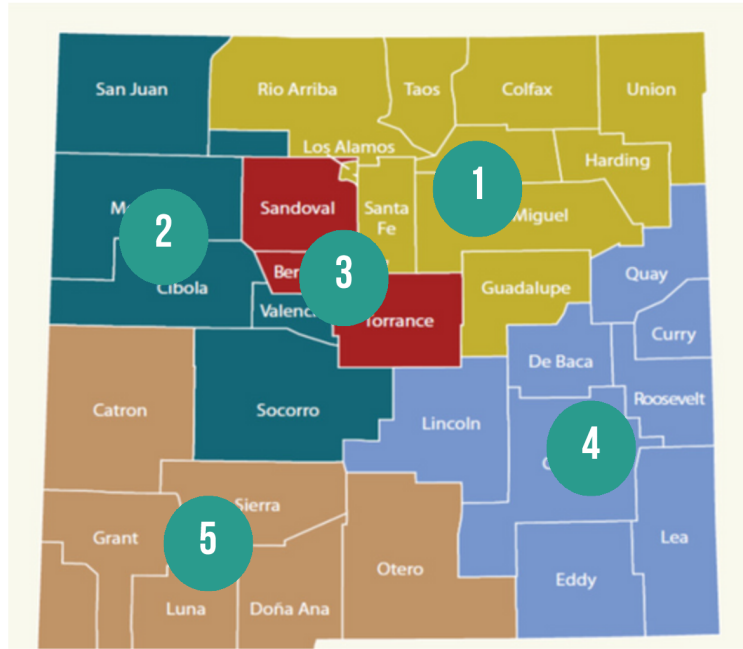 San Juan
Rio Arriba
Taos
Colfax
Union
Los Alamos
Harding
1
Sandoval
Santa
Fe
Miguel
2
3
Quay
Cibola
Guadalupe
Torrance
Curry
De Baca
Catron
Socorro
Lincoln
Roosevelt
4
Sierra
5
Grant
Lea
Otero
Eddy
Luna
Doña Ana